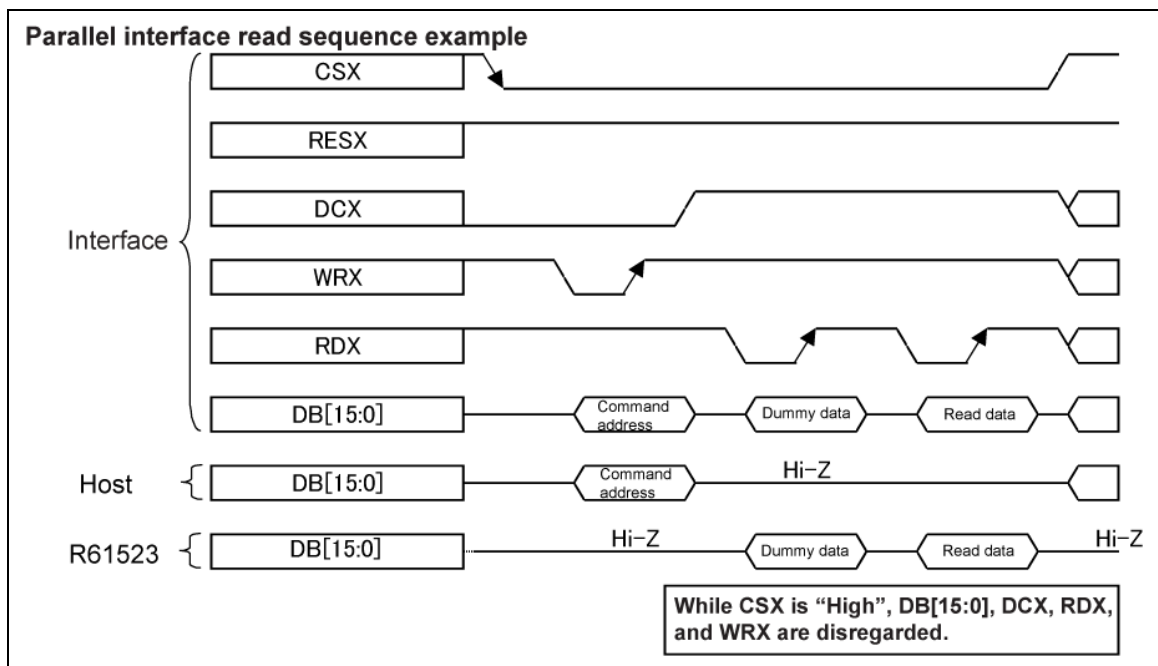 Parallel interface read sequence example
CSX
RESX
DCX
Interface
WRX
RDX
DB[15:0]
Command
address
Dummy data
Read data
Host
DB[15:0]
Command
address
Hi-Z
R61523
DB[15:0]
Hi-Z
Dummy data
Read data
Hi-Z
While CSX is “High”, DB[15:0], DCX, RDX,
and WRX are disregarded.